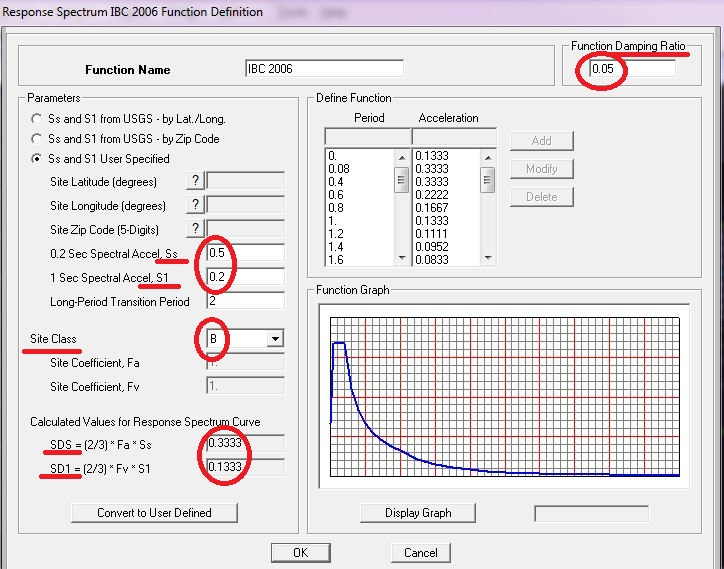 Response Spectrum IBC 2006 Function Definition
Function Damping Ratio
Function Name IBC 2006 0.05
Parameters
Ss and S1 from USGS - by Lat./Long.
Ss and S1 from USGS - by Zip Code
Ss and S1 User Specified
Site Latitude (degrees) ?
Site Longitude (degrees) ?
Site Zip Code (5-Digits) ?
0.2 Sec Spectral Accel, Ss 0.5
1 Sec Spectral Accel, S1 0.2
Long-Period Transition Period 2
Site Class B
Site Coefficient, Fa 1.
Site Coefficient, Fv 1.
Calculated Values for Response Spectrum Curve
SDS = (2/3) * Fa * Ss 0.3333
SD1 = (2/3) * Fv * S1 0.1333
Convert to User Defined
Define Function
Period Acceleration
0. 0.1333
0.08 0.3333
0.4 0.3333
0.6 0.2222
0.8 0.1667
1. 0.1333
1.2 0.1111
1.4 0.0952
1.6 0.0833
Add
Modify
Delete
Function Graph
Display Graph
OK Cancel